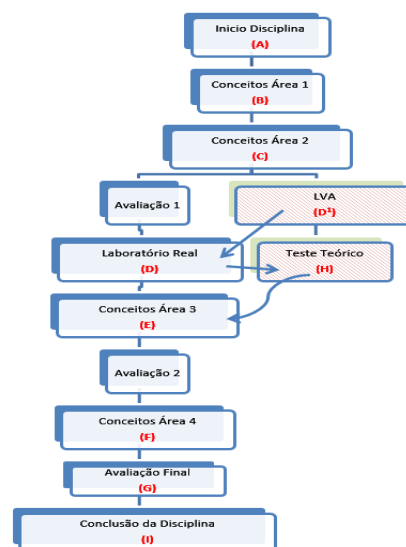 Inicio Disciplina
(A)
Conceitos Área 1
(B)
Conceitos Área 2
(C)
Avaliação 1
LVA
(D¹)
Laboratório Real
(D)
Teste Teórico
(H)
Conceitos Área 3
(E)
Avaliação 2
Conceitos Área 4
(F)
Avaliação Final
(G)
Conclusão da Disciplina
(I)